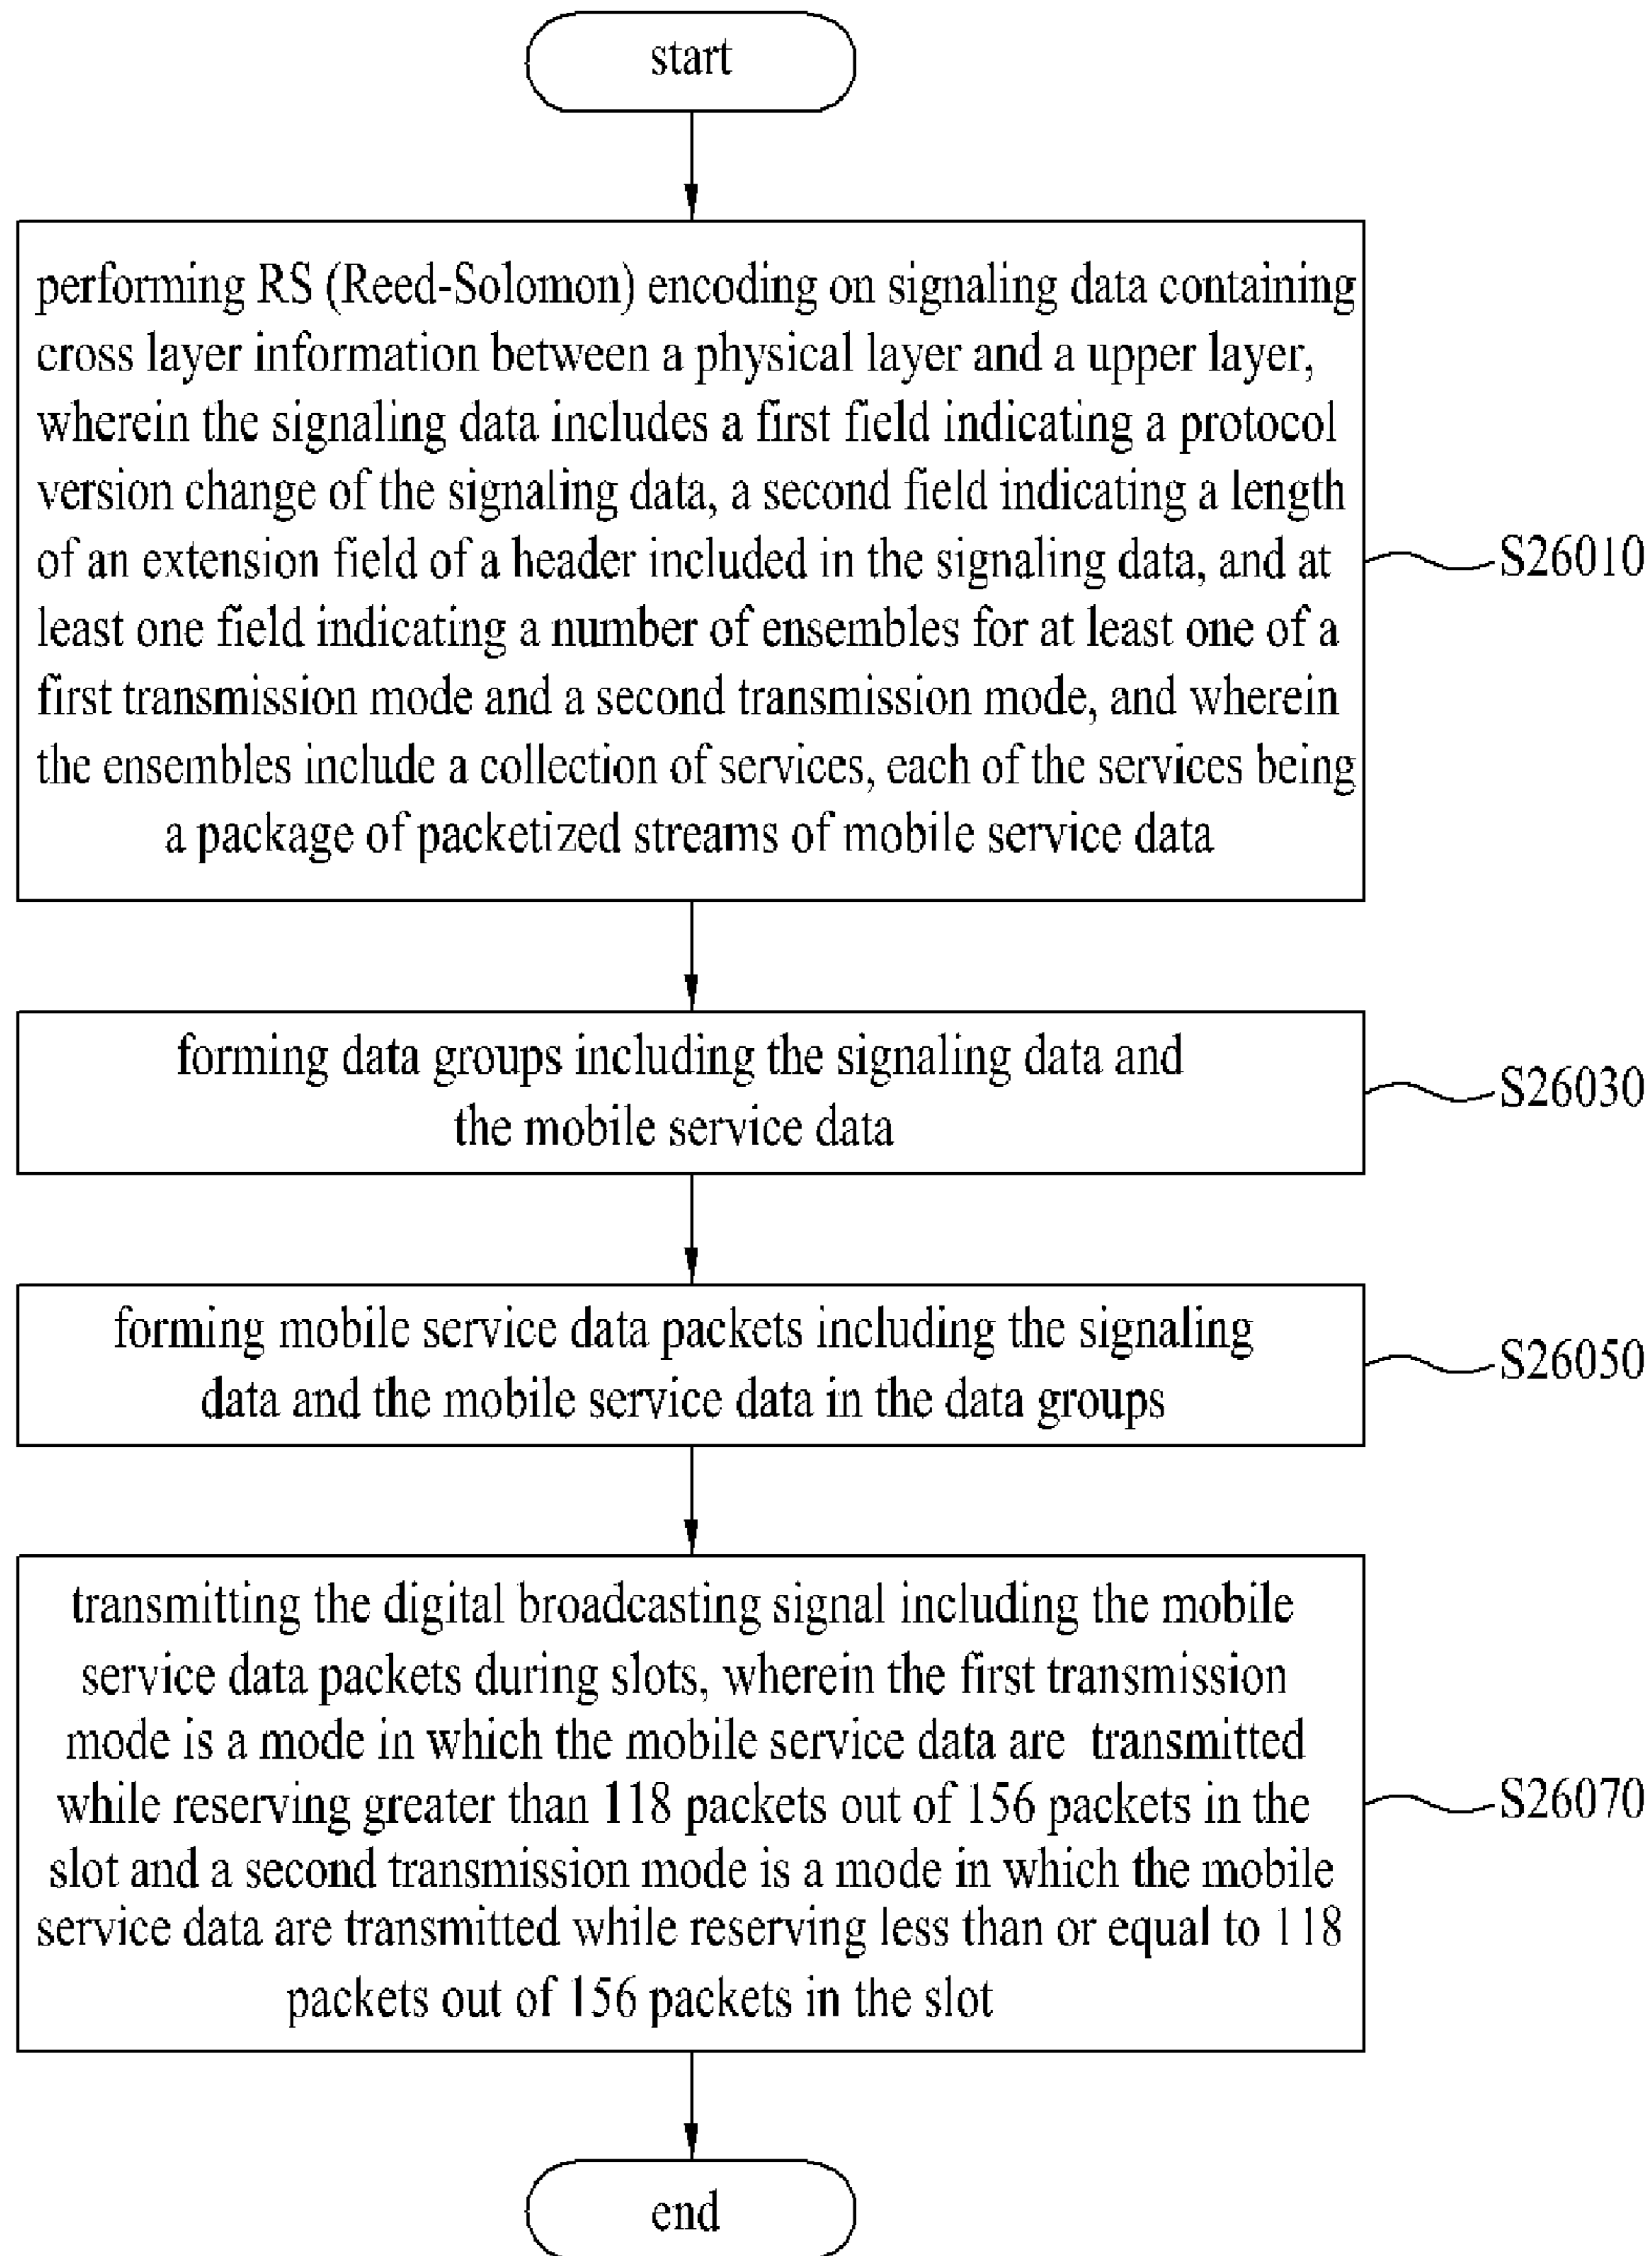 start
performing RS (Reed-Solomon) encoding on signaling data containing
cross layer information between a physical layer and a upper layer,
wherein the signaling data includes a first field indicating a protocol
version change of the signaling data, a second field indicating a length
of an extension field of a header included in the signaling data, and at
least one field indicating a number of ensembles for at least one of a
first transmission mode and a second transmission mode, and wherein
the ensembles include a collection of services, each of the services being
a package of packetized streams of mobile service data
S26010
forming data groups including the signaling data and
the mobile service data
S26030
forming mobile service data packets including the signaling
data and the mobile service data in the data groups
S26050
transmitting the digital broadcasting signal including the mobile
service data packets during slots, wherein the first transmission
mode is a mode in which the mobile service data are transmitted
while reserving greater than 118 packets out of 156 packets in the
slot and a second transmission mode is a mode in which the mobile
service data are transmitted while reserving less than or equal to 118
packets out of 156 packets in the slot
S26070
end